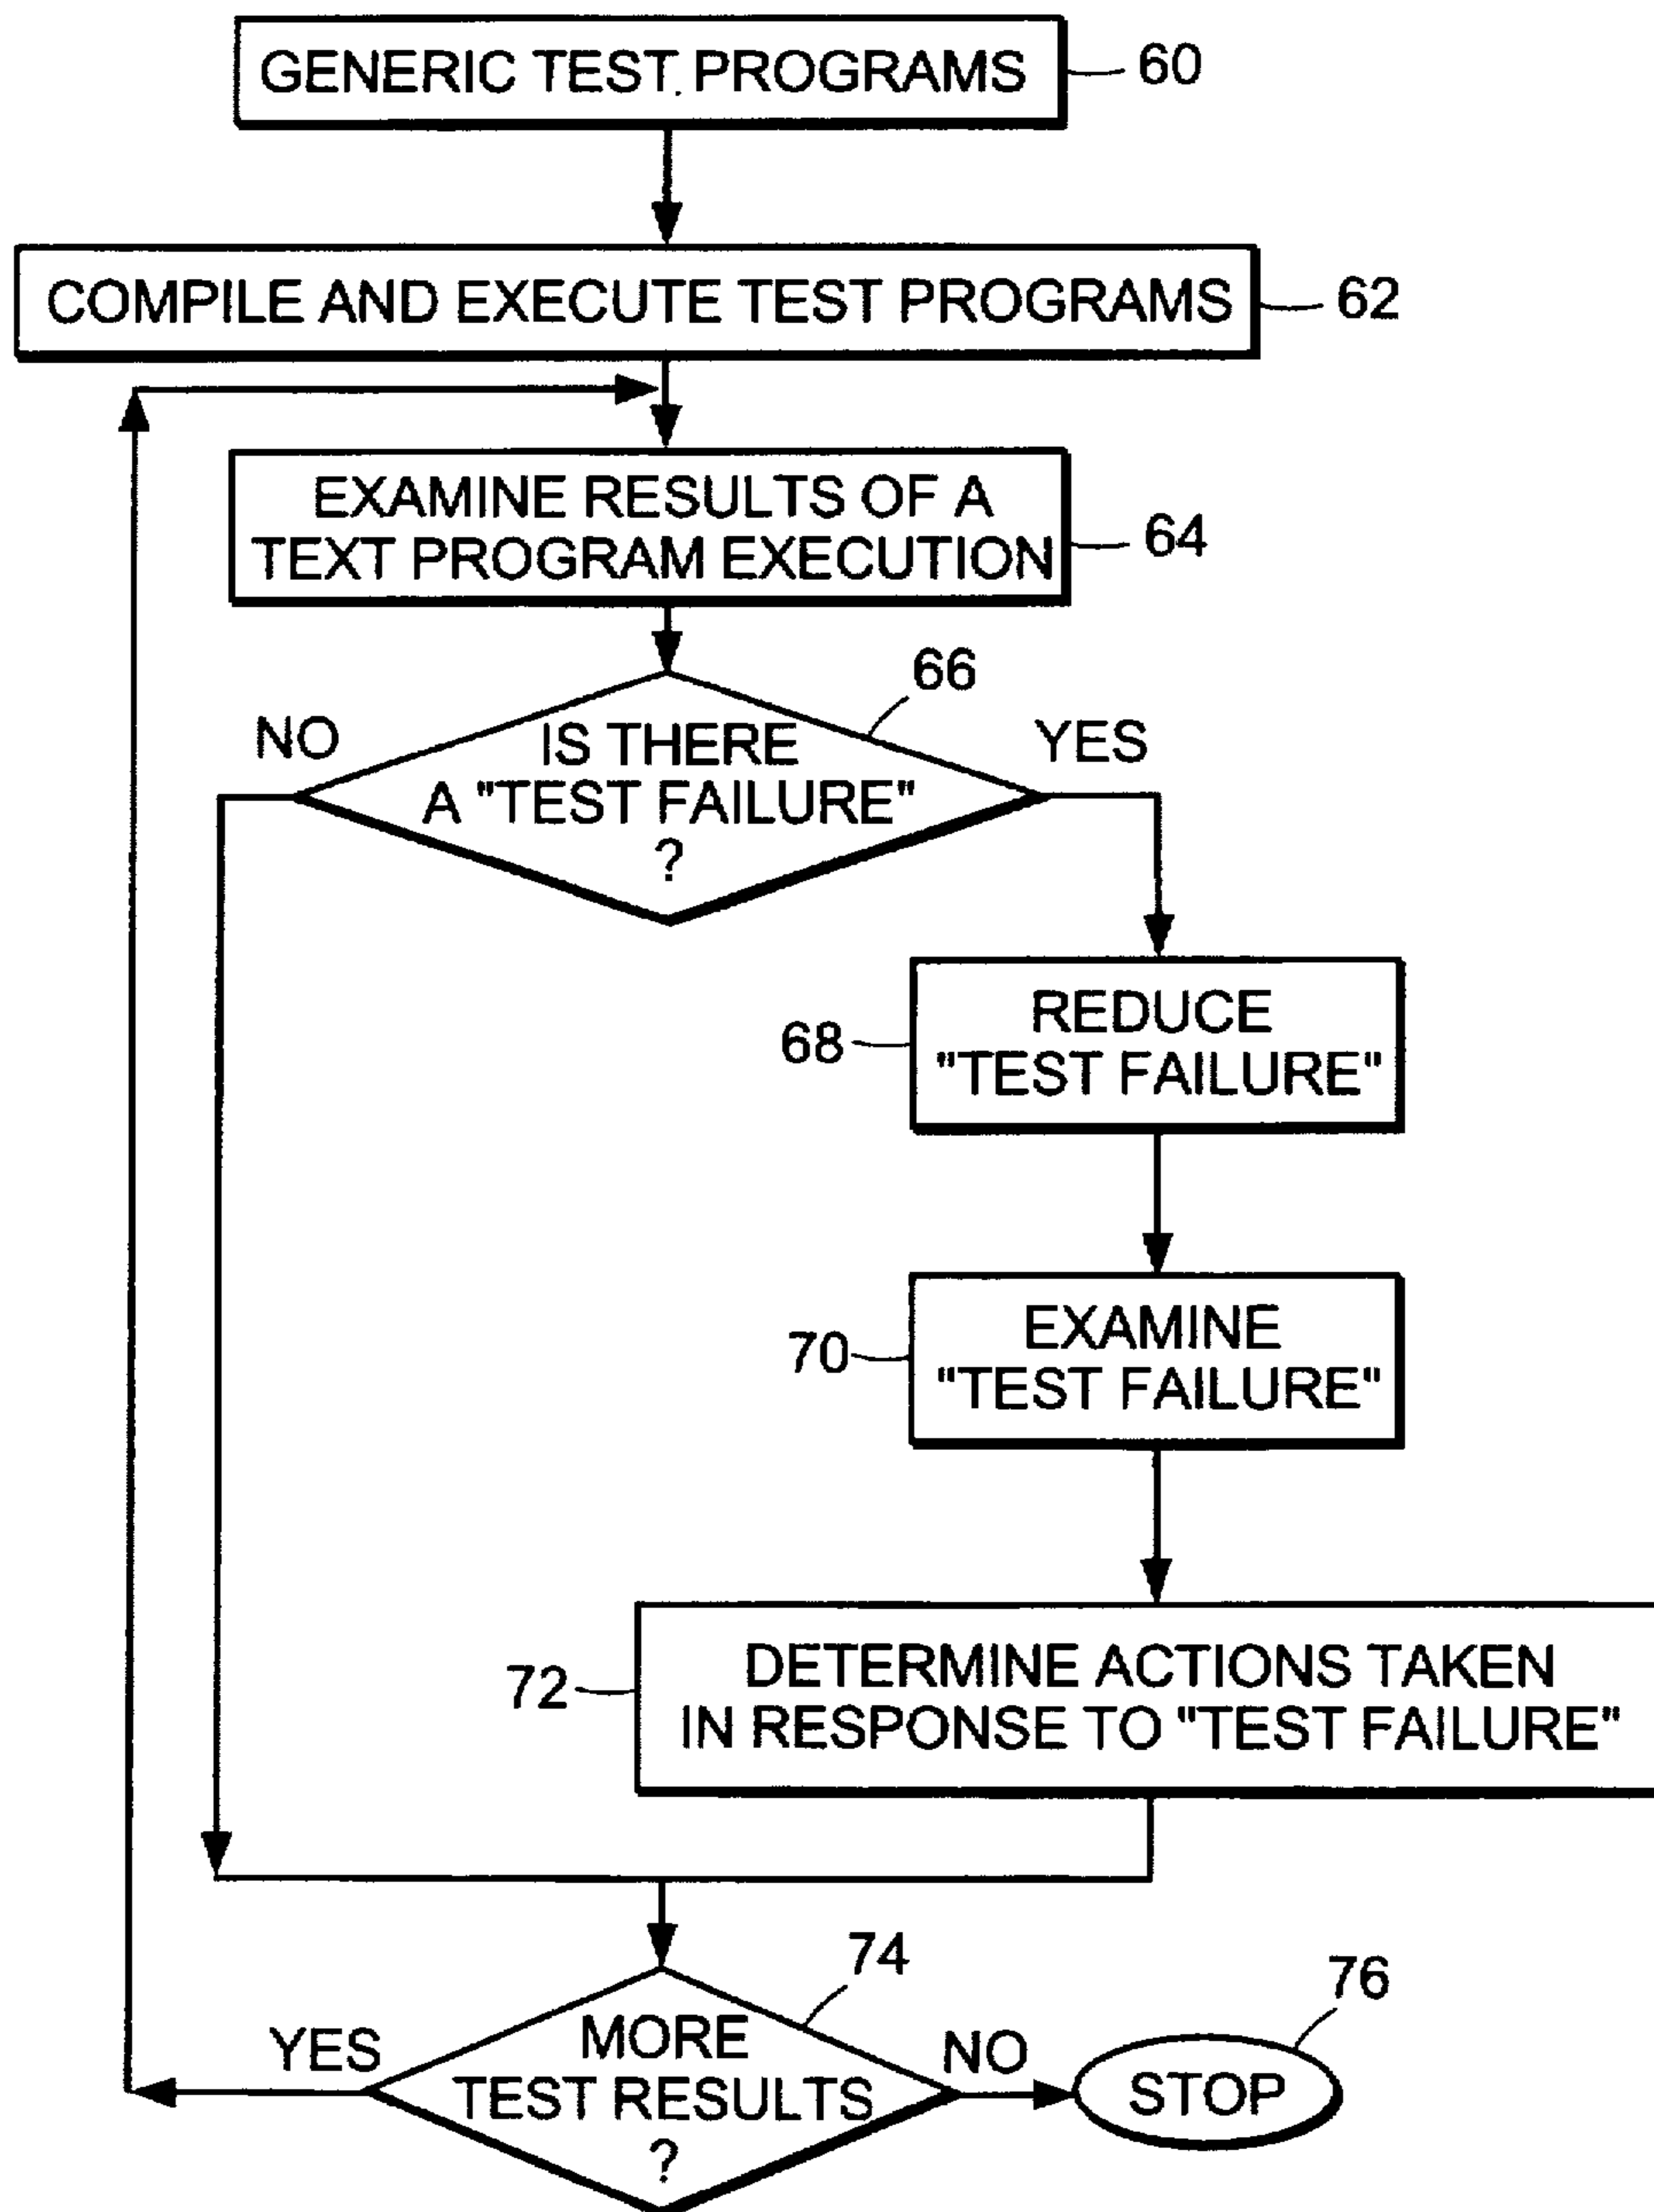 GENERIC TEST PROGRAMS
60
COMPILE AND EXECUTE TEST PROGRAMS
62
EXAMINE RESULTS OF A
TEXT PROGRAM EXECUTION
64
66
NO
IS THERE
A "TEST FAILURE"
?
YES
68
REDUCE
"TEST FAILURE"
70
EXAMINE
"TEST FAILURE"
72
DETERMINE ACTIONS TAKEN
IN RESPONSE TO "TEST FAILURE"
74
YES
MORE
TEST RESULTS
?
NO
76
STOP